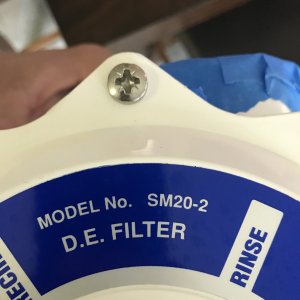 MODEL No. SM20-2
D.E. FILTER
RINSE